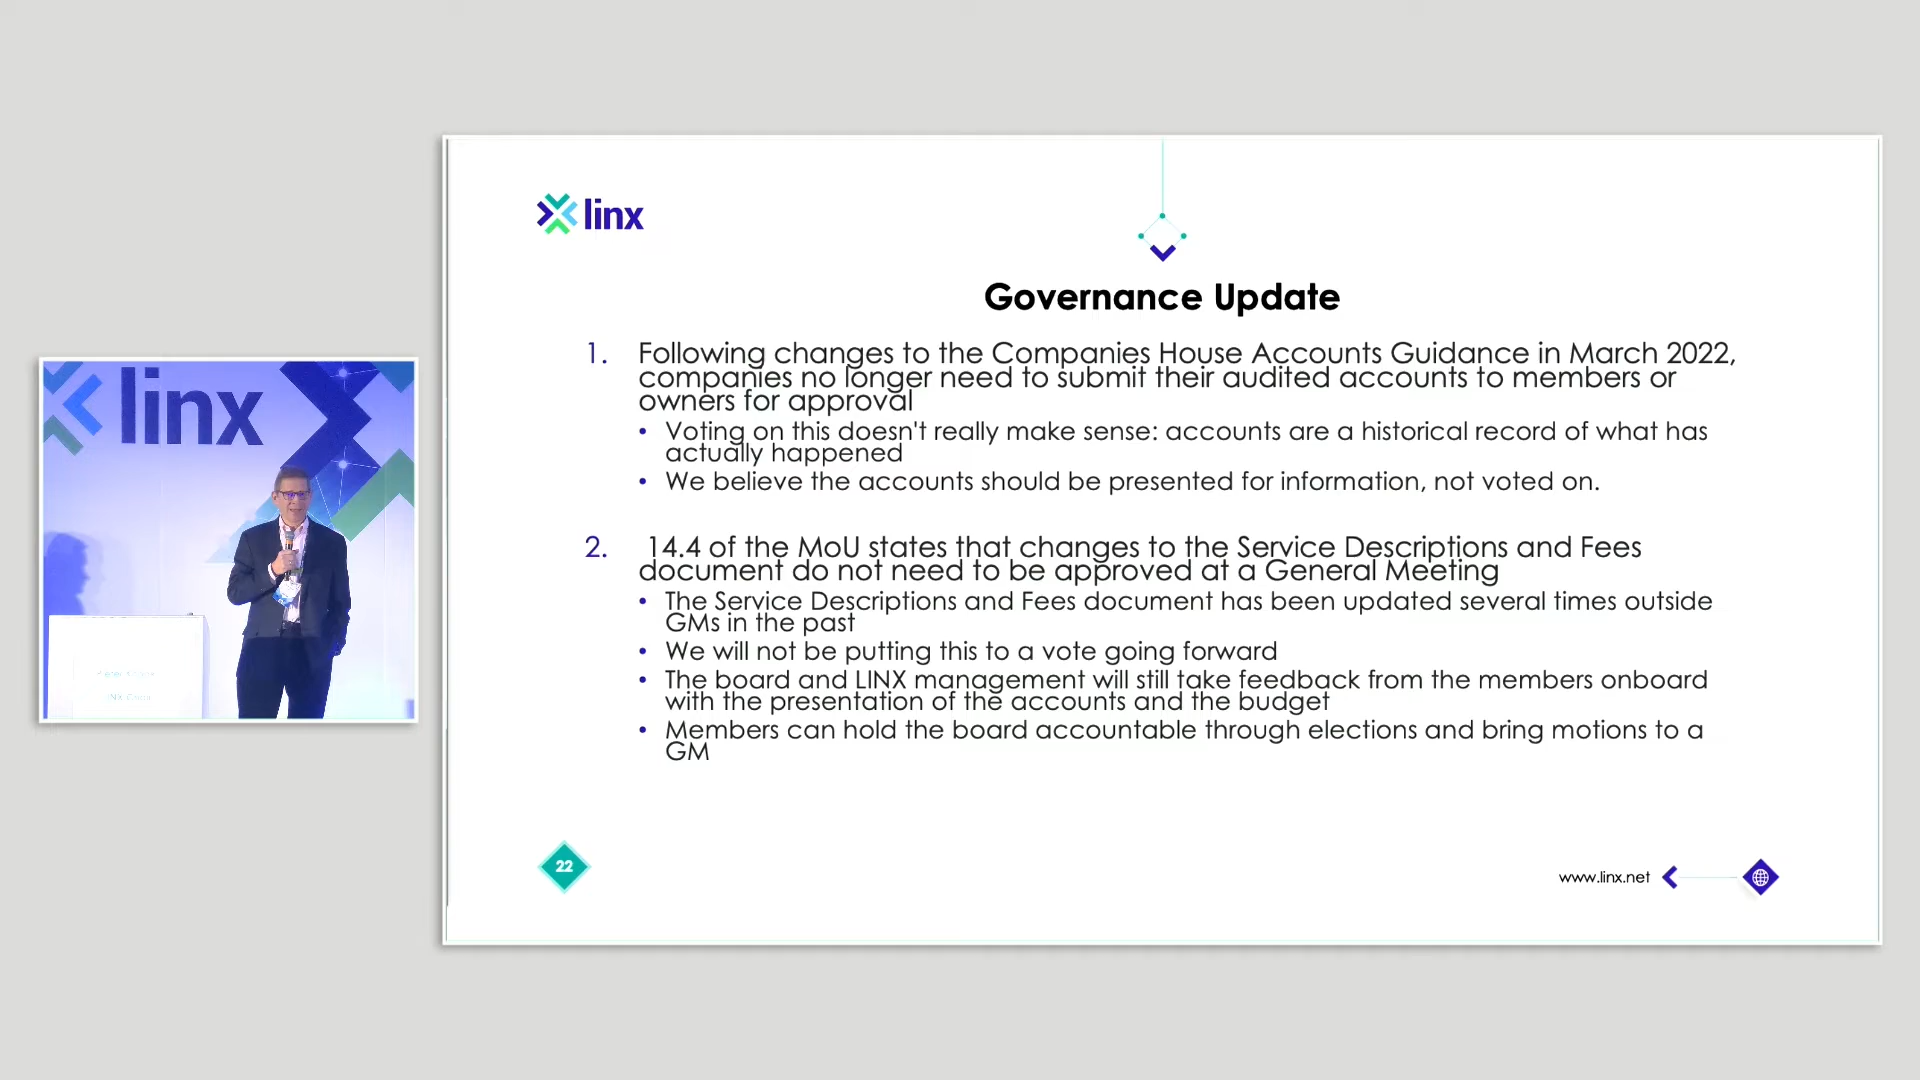 linx
Governance Update
1. Following changes to the Companies House Accounts Guidance in March 2022,
companies no longer need to submit their audited accounts to members or
owners for approval
• Voting on this doesn't really make sense: accounts are a historical record of what has
actually happened
• We believe the accounts should be presented for information, not voted on.
2. 14.4 of the MoU states that changes to the Service Descriptions and Fees
document do not need to be approved at a General Meeting
• The Service Descriptions and Fees document has been updated several times outside
GMs in the past
• We will not be putting this to a vote going forward
• The board and LINX management will still take feedback from the members onboard
with the presentation of the accounts and the budget
• Members can hold the board accountable through elections and bring motions to a
GM
22
www.linx.net
linx